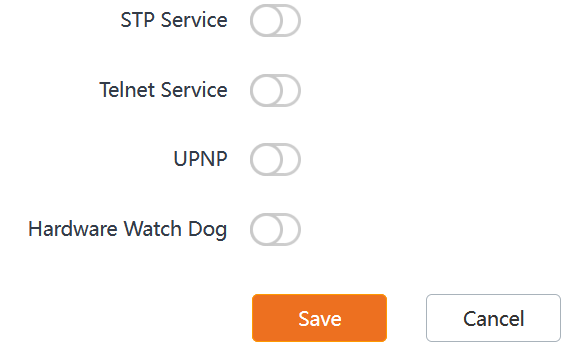 STP Service
Telnet Service
UPNP
Hardware Watch Dog
Save Cancel